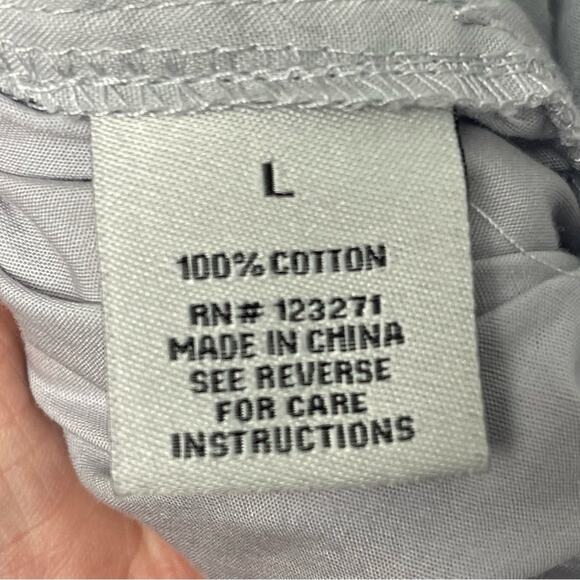 L
100% COTTON
RN# 123271
MADE IN CHINA
SEE REVERSE
FOR CARE
INSTRUCTIONS